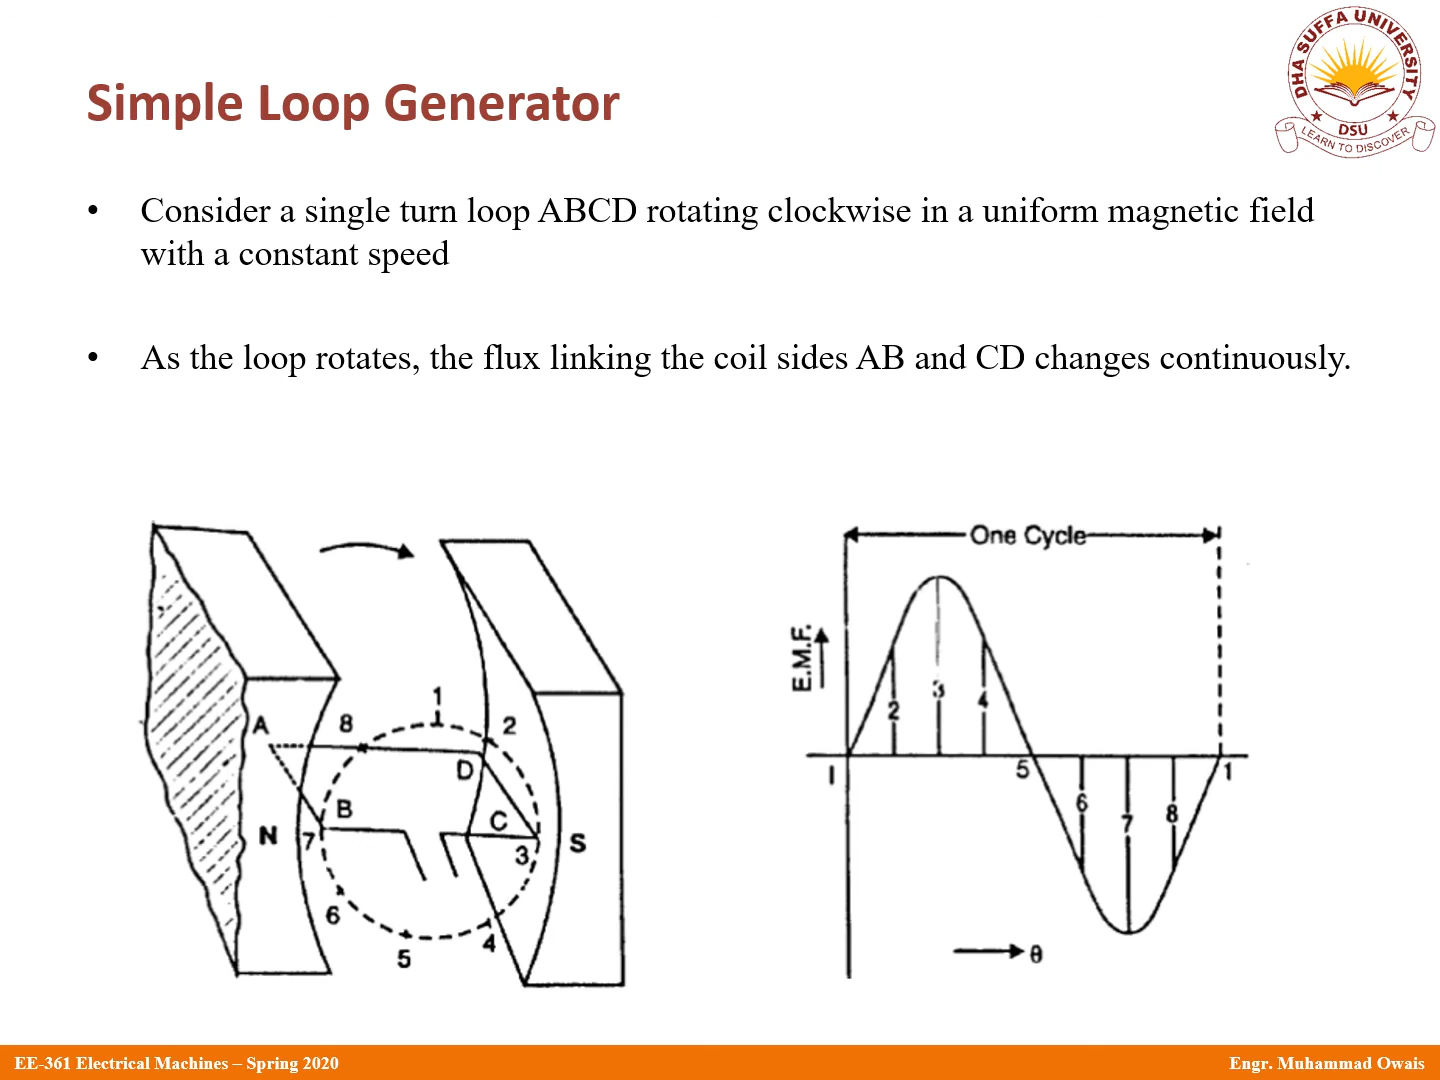 DHA SUFFA UNIVERSITY
DSU
LEARN TO DISCOVER
Simple Loop Generator
• Consider a single turn loop ABCD rotating clockwise in a uniform magnetic field
with a constant speed
• As the loop rotates, the flux linking the coil sides AB and CD changes continuously.
1
A 8 2
D
B
N 7 C 3 S
6
5 4
One Cycle
E.M.F.
2 3 4
1 5 1
6 7 8
θ
EE-361 Electrical Machines – Spring 2020
Engr. Muhammad Owais